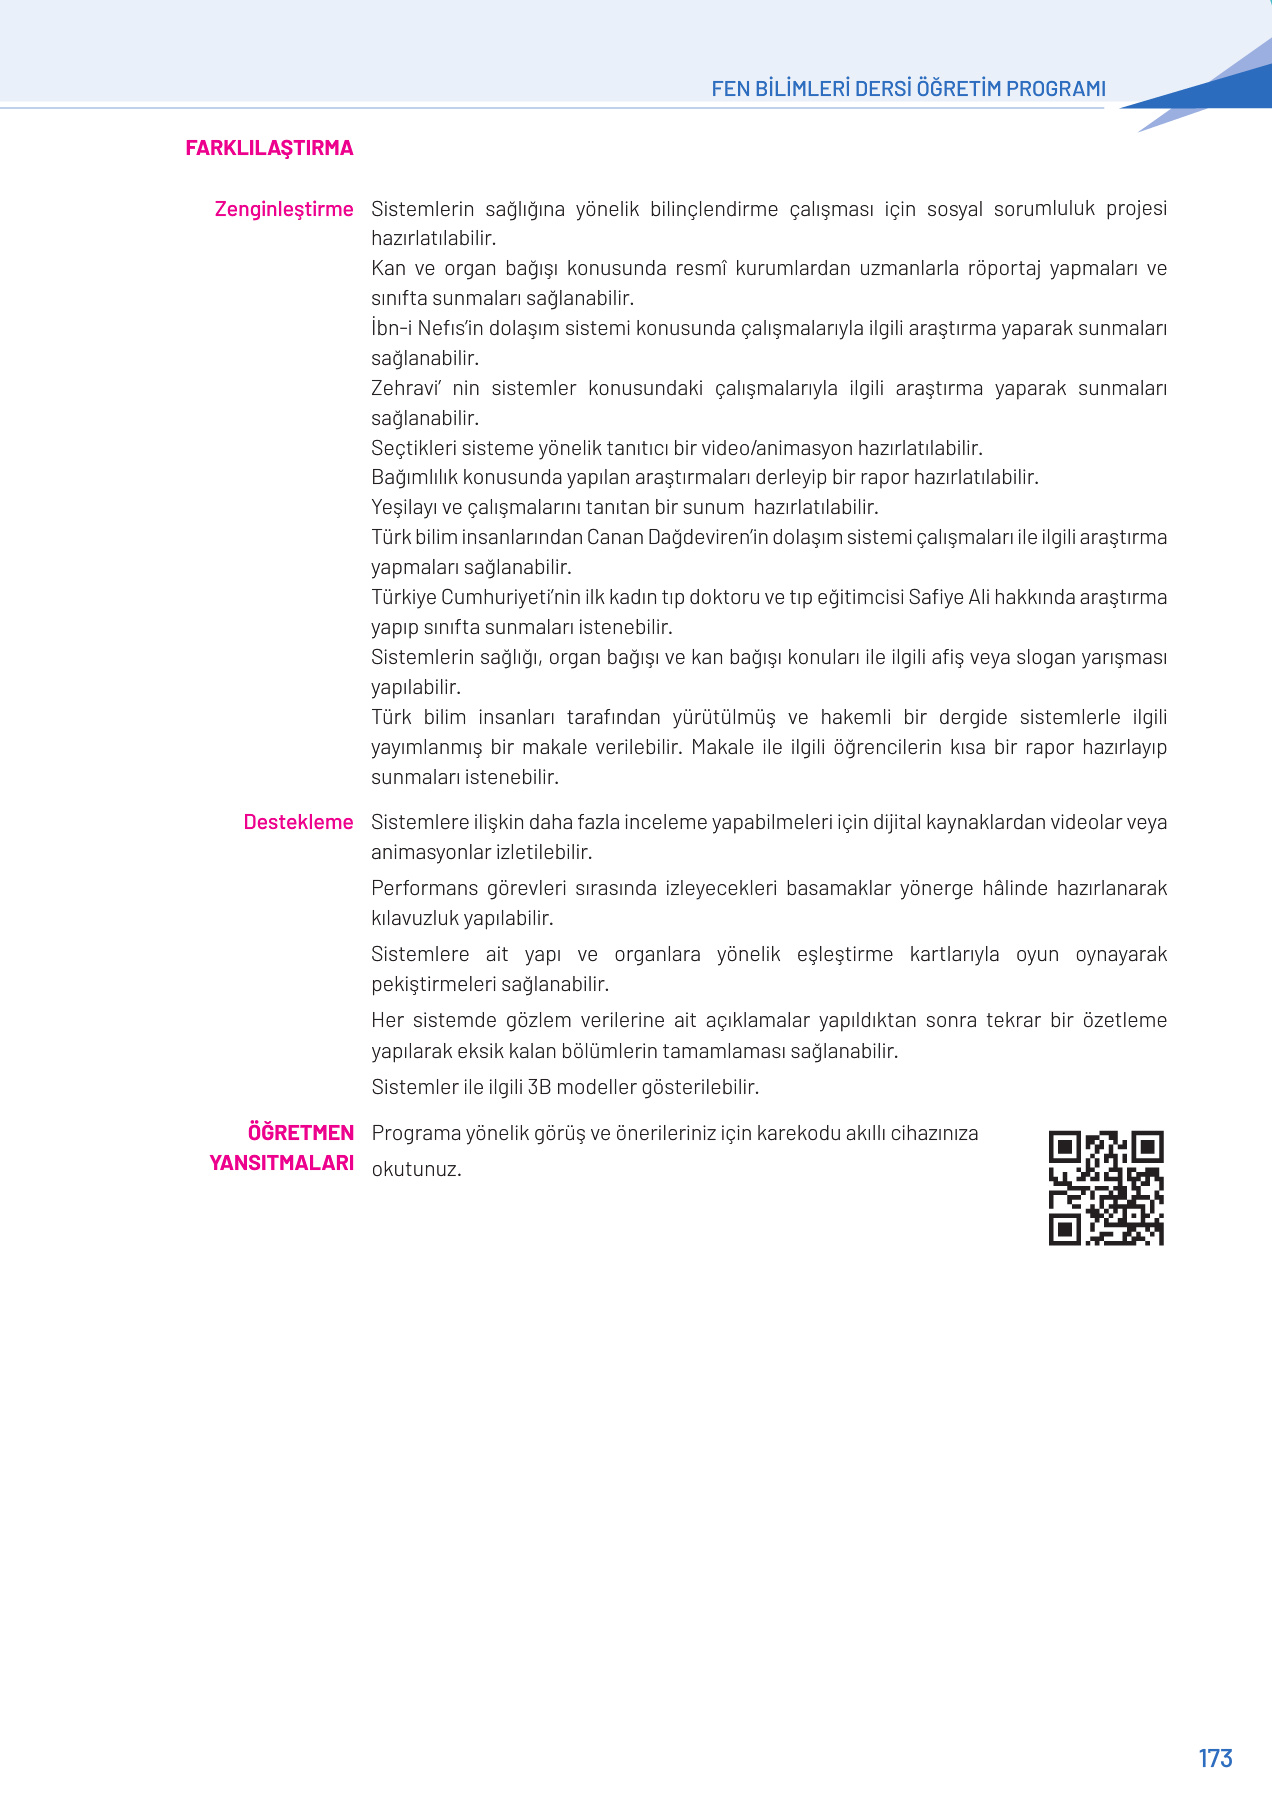 FEN BİLİMLERİ DERSİ ÖĞRETİM PROGRAMI
FARKLILAŞTIRMA
Zenginleştirme Sistemlerin sağlığına yönelik bilinçlendirme çalışması için sosyal sorumluluk projesi
hazırlatılabilir.
Kan ve organ bağışı konusunda resmî kurumlardan uzmanlarla röportaj yapmaları ve
sınıfta sunmaları sağlanabilir.
İbn-i Nefis’in dolaşım sistemi konusunda çalışmalarıyla ilgili araştırma yaparak sunmaları
sağlanabilir.
Zehravi’ nin sistemler konusundaki çalışmalarıyla ilgili araştırma yaparak sunmaları
sağlanabilir.
Seçtikleri sisteme yönelik tanıtıcı bir video/animasyon hazırlatılabilir.
Bağımlılık konusunda yapılan araştırmaları derleyip bir rapor hazırlatılabilir.
Yeşilayı ve çalışmalarını tanıtan bir sunum hazırlatılabilir.
Türk bilim insanlarından Canan Dağdeviren’in dolaşım sistemi çalışmaları ile ilgili araştırma
yapmaları sağlanabilir.
Türkiye Cumhuriyeti’nin ilk kadın tıp doktoru ve tıp eğitimcisi Safiye Ali hakkında araştırma
yapıp sınıfta sunmaları istenebilir.
Sistemlerin sağlığı, organ bağışı ve kan bağışı konuları ile ilgili afiş veya slogan yarışması
yapılabilir.
Türk bilim insanları tarafından yürütülmüş ve hakemli bir dergide sistemlerle ilgili
yayımlanmış bir makale verilebilir. Makale ile ilgili öğrencilerin kısa bir rapor hazırlayıp
sunmaları istenebilir.
Destekleme Sistemlere ilişkin daha fazla inceleme yapabilmeleri için dijital kaynaklardan videolar veya
animasyonlar izletilebilir.
Performans görevleri sırasında izleyecekleri basamaklar yönerge hâlinde hazırlanarak
kılavuzluk yapılabilir.
Sistemlere ait yapı ve organlara yönelik eşleştirme kartlarıyla oyun oynayarak
pekiştirmeleri sağlanabilir.
Her sistemde gözlem verilerine ait açıklamalar yapıldıktan sonra tekrar bir özetleme
yapılarak eksik kalan bölümlerin tamamlaması sağlanabilir.
Sistemler ile ilgili 3B modeller gösterilebilir.
ÖĞRETMEN
YANSITMALARI
Programa yönelik görüş ve önerileriniz için karekodu akıllı cihazınıza
okutunuz.
173